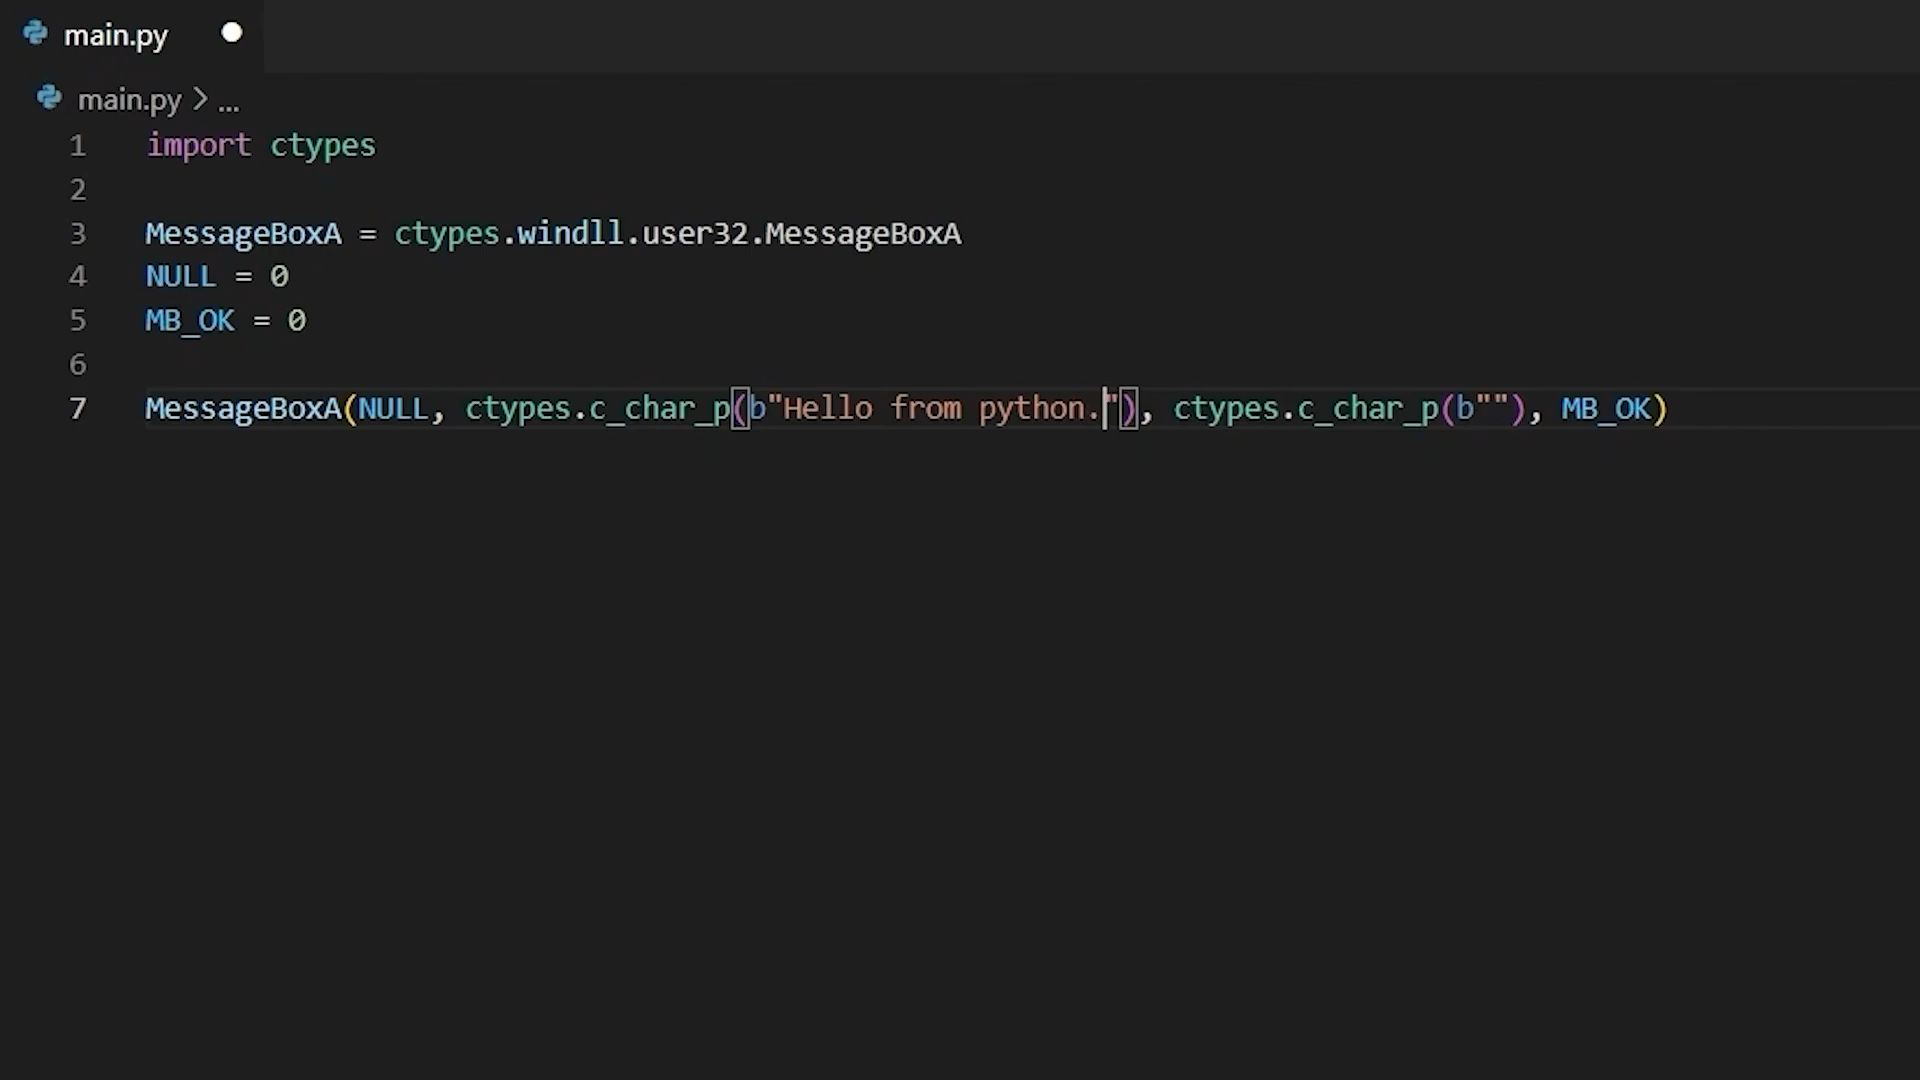 main.py
main.py > ...
1 import ctypes
2
3 MessageBoxA = ctypes.windll.user32.MessageBoxA
4 NULL = 0
5 MB_OK = 0
6
7 MessageBoxA(NULL, ctypes.c_char_p(b"Hello from python."), ctypes.c_char_p(b""), MB_OK)